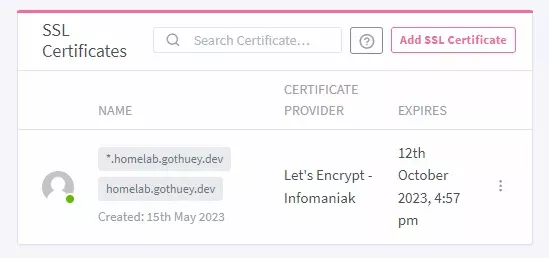 SSL
Certificates
Search Certificate...
Add SSL Certificate
NAME
CERTIFICATE
PROVIDER
EXPIRES
*.homelab.gothuey.dev
homelab.gothuey.dev
Created: 15th May 2023
Let's Encrypt -
Infomaniak
12th
October
2023, 4:57
pm